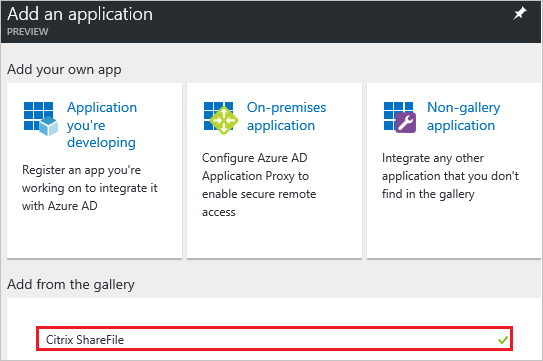 Add an application
PREVIEW
Add your own app
Application
you're
developing
Register an app you're
working on to integrate it
with Azure AD
On-premises
application
Configure Azure AD
Application Proxy to
enable secure remote
access
Non-gallery
application
Integrate any other
application that you don't
find in the gallery
Add from the gallery
Citrix ShareFile